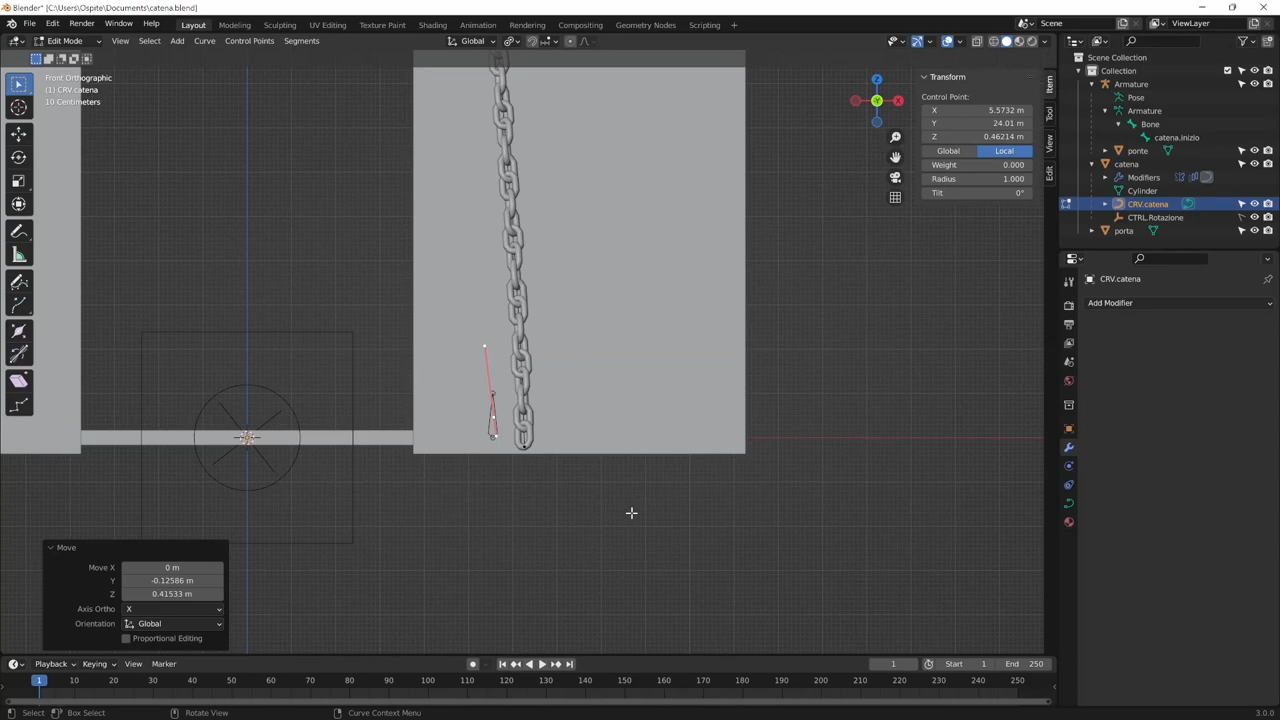 Blender* [C:\Users\Ospite\Documents\catena.blend]
File Edit Render Window Help Layout Modeling Sculpting UV Editing Texture Paint Shading Animation Rendering Compositing Geometry Nodes Scripting + Scene ViewLayer
Edit Mode View Select Add Curve Control Points Segments Global
Front Orthographic
(1) CRV.catena
10 Centimeters
Z
Y
X
Transform
Control Point:
X 5.5732 m
Y 24.01 m
Z 0.46214 m
Global Local
Weight 0.000
Radius 1.000
Tilt 0°
Item
Tool
View
Edit
Scene Collection
Collection
Armature
Pose
Armature
Bone
catena.inizio
ponte
catena
Modifiers
Cylinder
CRV.catena
CTRL.Rotazione
porta
CRV.catena
Add Modifier
Move
Move X 0 m
Y -0.12586 m
Z 0.41533 m
Axis Ortho X
Orientation Global
Proportional Editing
Playback Keying View Marker 1 Start 1 End 250
1 10 20 30 40 50 60 70 80 90 100 110 120 130 140 150 160 170 180 190 200 210 220 230 240 250
Select Box Select Rotate View Curve Context Menu 3.0.0